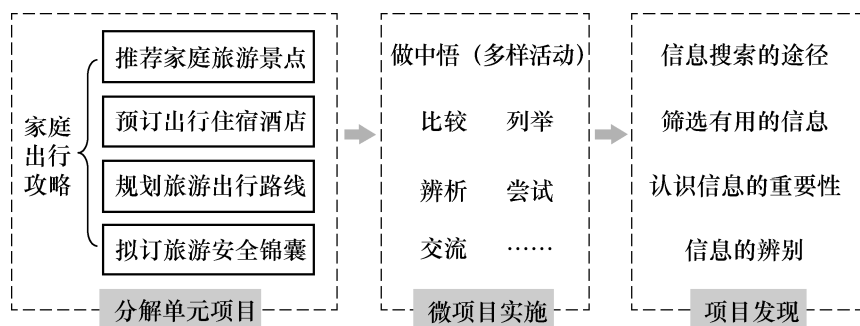 家庭
出行
攻略
推荐家庭旅游景点
预订出行住宿酒店
规划旅游出行路线
拟订旅游安全锦囊
分解单元项目
做中悟（多样活动）
比较 列举
辨析 尝试
交流 ……
微项目实施
信息搜索的途径
筛选有用的信息
认识信息的重要性
信息的辨别
项目发现